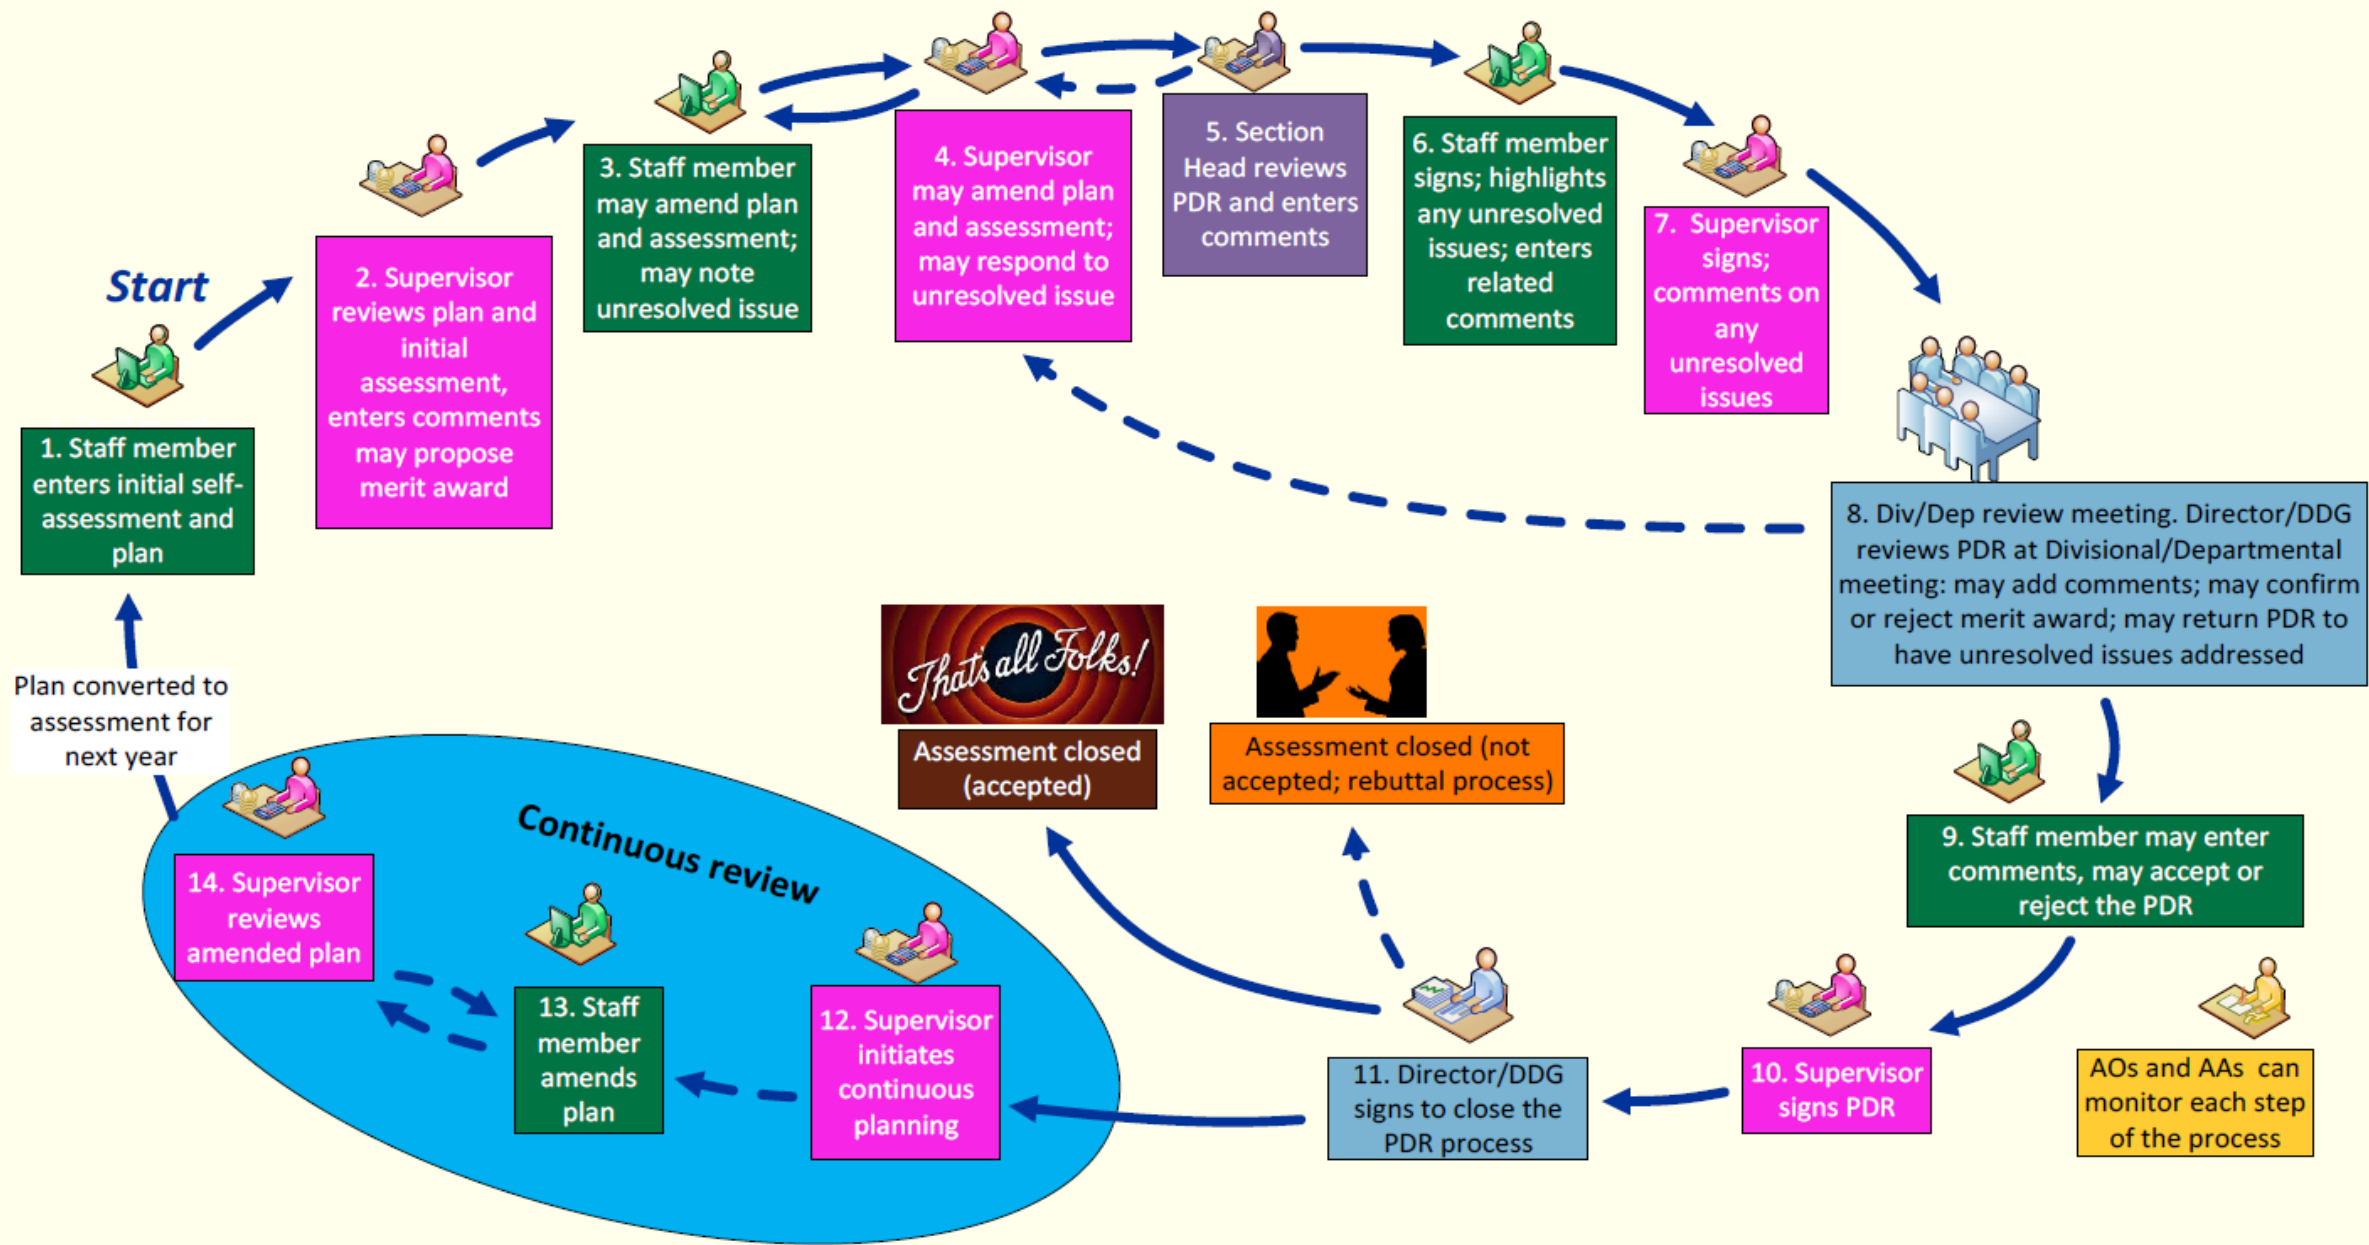 Start
1. Staff member
enters initial self-
assessment and
plan
2. Supervisor
reviews plan and
initial
assessment,
enters comments
may propose
merit award
3. Staff member
may amend plan
and assessment;
may note
unresolved issue
4. Supervisor
may amend plan
and assessment;
may respond to
unresolved issue
5. Section
Head reviews
PDR and enters
comments
6. Staff member
signs; highlights
any unresolved
issues; enters
related
comments
7. Supervisor
signs;
comments on
any
unresolved
issues
8. Div/Dep review meeting. Director/DDG
reviews PDR at Divisional/Departmental
meeting: may add comments; may confirm
or reject merit award; may return PDR to
have unresolved issues addressed
9. Staff member may enter
comments, may accept or
reject the PDR
10. Supervisor
signs PDR
AOs and AAs can
monitor each step
of the process
11. Director/DDG
signs to close the
PDR process
That's all Folks!
Assessment closed
(accepted)
Assessment closed (not
accepted; rebuttal process)
Continuous review
12. Supervisor
initiates
continuous
planning
13. Staff
member
amends
plan
14. Supervisor
reviews
amended plan
Plan converted to
assessment for
next year